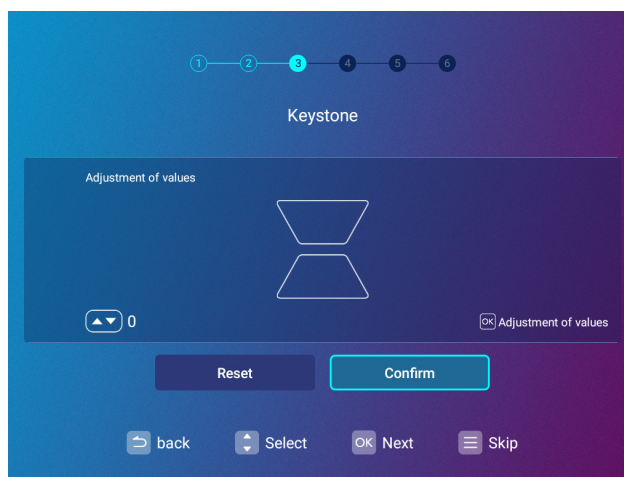 1 2 3 4 5 6
Keystone
Adjustment of values
0
OK Adjustment of values
Reset Confirm
back Select OK Next Skip